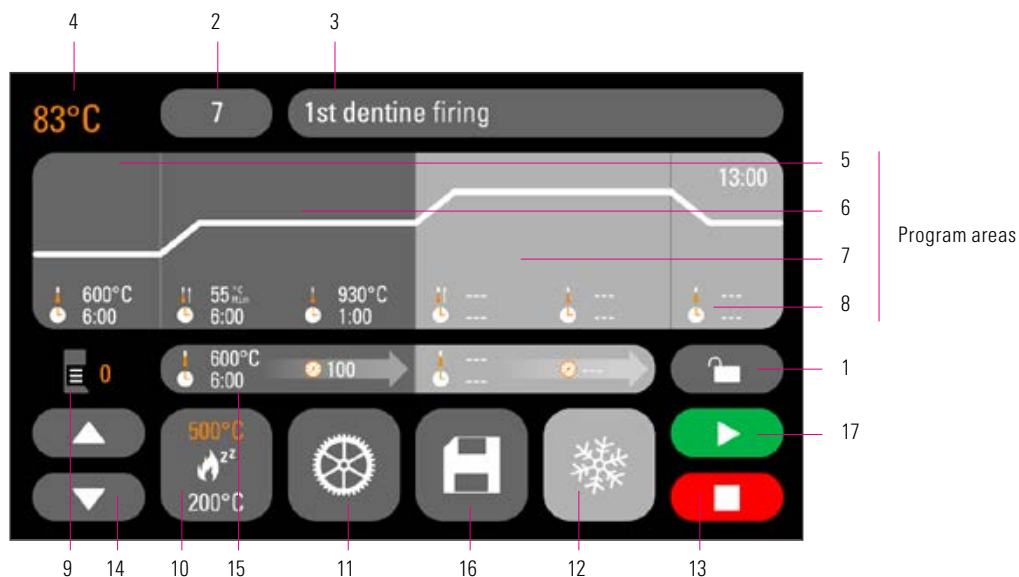 4 2 3
83°C 7 1st dentine firing
5
13:00
6
Program areas
7
600°C 55 °C Min 930°C --- --- ---
6:00 6:00 1:00 --- --- ---
8
0 600°C 100 --- ---
6:00 ---
1
500°C
zz
17
200°C
9 14 10 15 11 16 12 13